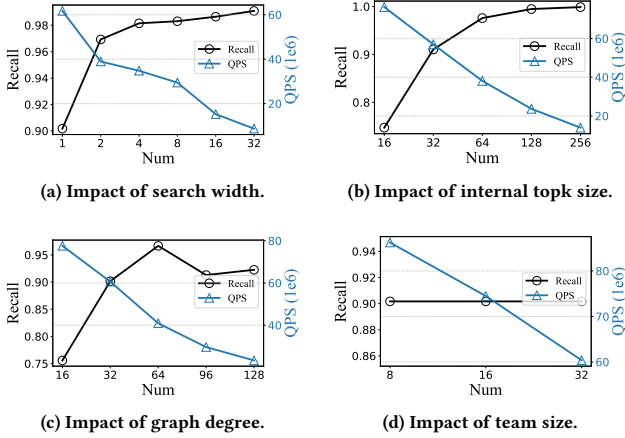 0.98
0.96
0.94
0.92
0.90
Recall
60
40
20
QPS (1e6)
Recall
QPS
1 2 4 8 16 32
Num
(a) Impact of search width.
1.0
0.9
0.8
Recall
60
40
20
QPS (1e6)
Recall
QPS
16 32 64 128 256
Num
(b) Impact of internal topk size.
0.95
0.90
0.85
0.80
0.75
Recall
80
60
40
QPS (1e6)
Recall
QPS
16 32 64 96 128
Num
(c) Impact of graph degree.
0.94
0.92
0.90
0.88
0.86
Recall
80
70
60
QPS (1e6)
Recall
QPS
8 16 32
Num
(d) Impact of team size.